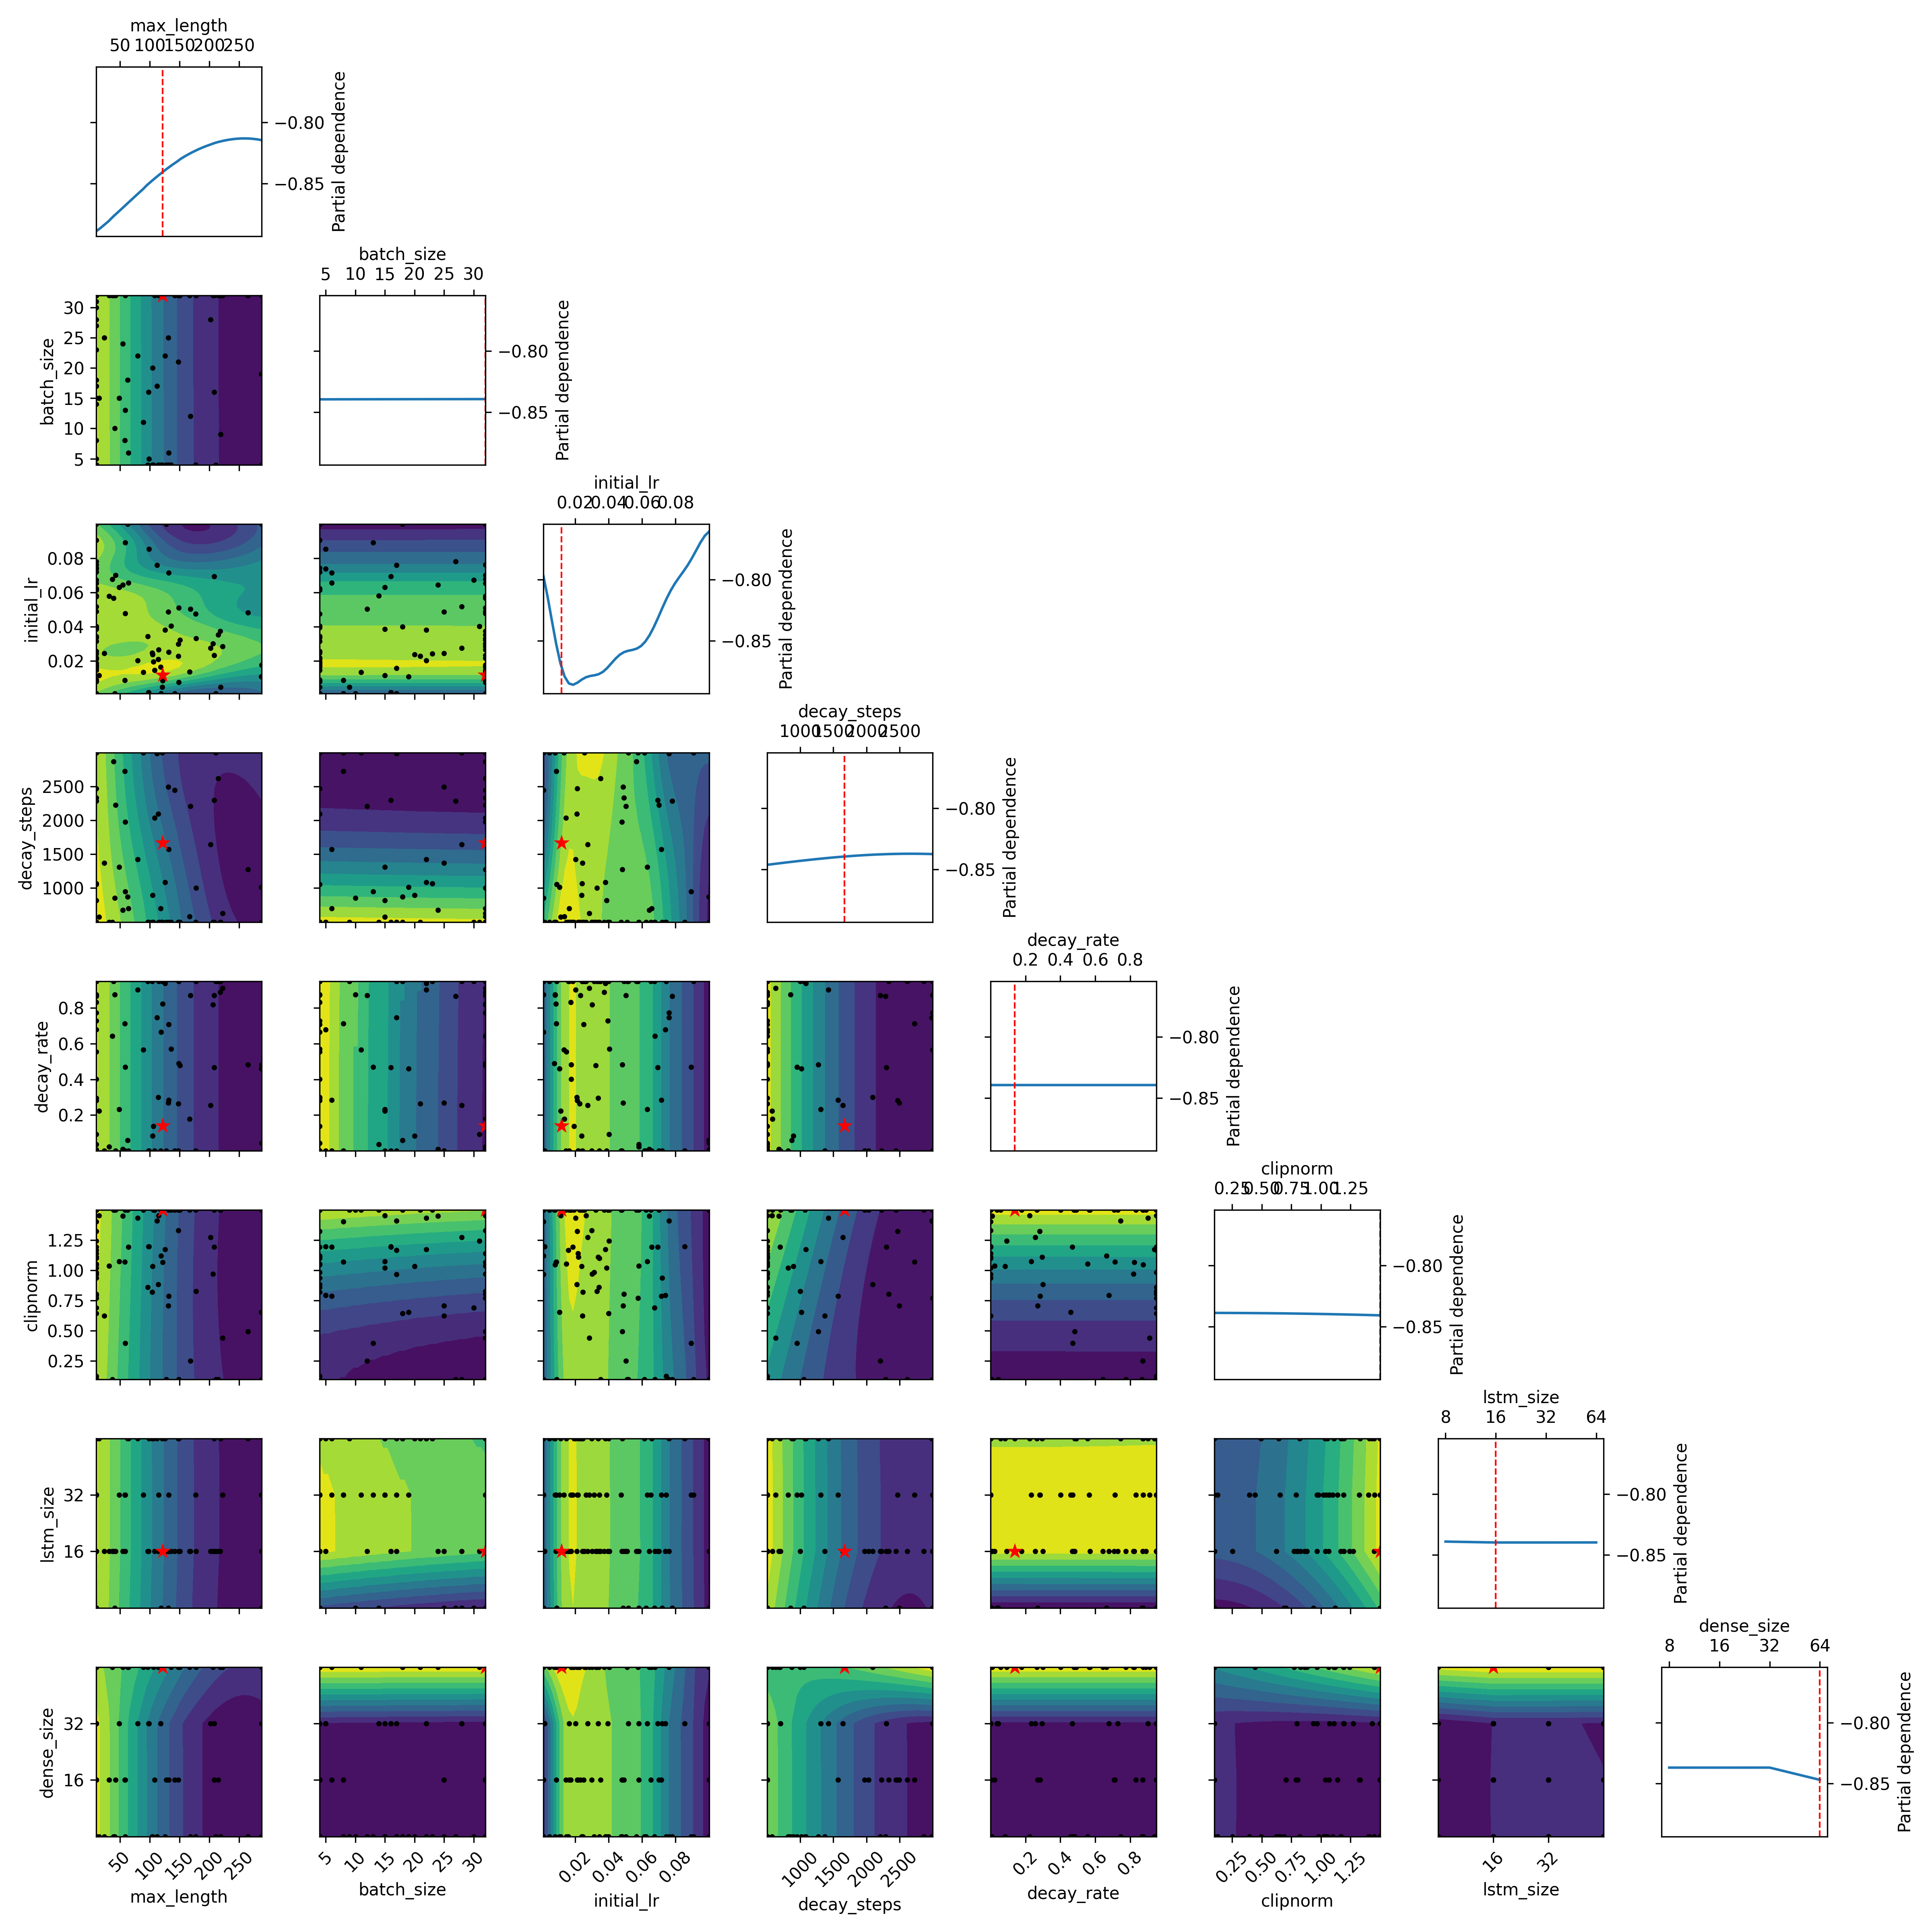 max_length
50 100 150 200 250
−0.80
−0.85
Partial dependence
batch_size
5 10 15 20 25 30
30
25
20
15
10
5
batch_size
−0.80
−0.85
Partial dependence
initial_lr
0.02 0.04 0.06 0.08
0.08
0.06
0.04
0.02
initial_lr
−0.80
−0.85
Partial dependence
decay_steps
1000 1500 2000 2500
2500
2000
1500
1000
decay_steps
−0.80
−0.85
Partial dependence
decay_rate
0.2 0.4 0.6 0.8
0.8
0.6
0.4
0.2
decay_rate
−0.80
−0.85
Partial dependence
clipnorm
0.25 0.50 0.75 1.00 1.25
1.25
1.00
0.75
0.50
0.25
clipnorm
−0.80
−0.85
Partial dependence
lstm_size
8 16 32 64
32
16
lstm_size
−0.80
−0.85
Partial dependence
dense_size
8 16 32 64
32
16
dense_size
−0.80
−0.85
Partial dependence
50 100 150 200 250
max_length
5 10 15 20 25 30
batch_size
0.02 0.04 0.06 0.08
initial_lr
1000 1500 2000 2500
decay_steps
0.2 0.4 0.6 0.8
decay_rate
0.25 0.50 0.75 1.00 1.25
clipnorm
16 32
lstm_size